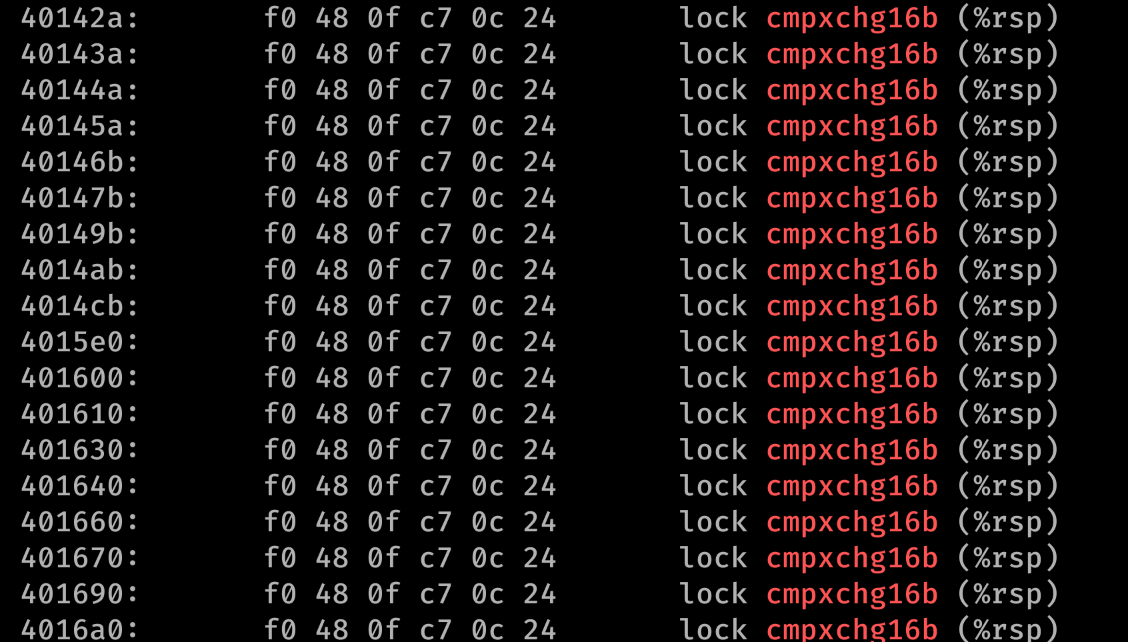 40142a: f0 48 0f c7 0c 24 lock cmpxchg16b (%rsp)
40143a: f0 48 0f c7 0c 24 lock cmpxchg16b (%rsp)
40144a: f0 48 0f c7 0c 24 lock cmpxchg16b (%rsp)
40145a: f0 48 0f c7 0c 24 lock cmpxchg16b (%rsp)
40146b: f0 48 0f c7 0c 24 lock cmpxchg16b (%rsp)
40147b: f0 48 0f c7 0c 24 lock cmpxchg16b (%rsp)
40149b: f0 48 0f c7 0c 24 lock cmpxchg16b (%rsp)
4014ab: f0 48 0f c7 0c 24 lock cmpxchg16b (%rsp)
4014cb: f0 48 0f c7 0c 24 lock cmpxchg16b (%rsp)
4015e0: f0 48 0f c7 0c 24 lock cmpxchg16b (%rsp)
401600: f0 48 0f c7 0c 24 lock cmpxchg16b (%rsp)
401610: f0 48 0f c7 0c 24 lock cmpxchg16b (%rsp)
401630: f0 48 0f c7 0c 24 lock cmpxchg16b (%rsp)
401640: f0 48 0f c7 0c 24 lock cmpxchg16b (%rsp)
401660: f0 48 0f c7 0c 24 lock cmpxchg16b (%rsp)
401670: f0 48 0f c7 0c 24 lock cmpxchg16b (%rsp)
401690: f0 48 0f c7 0c 24 lock cmpxchg16b (%rsp)
4016a0: f0 48 0f c7 0c 24 lock cmpxchg16b (%rsp)